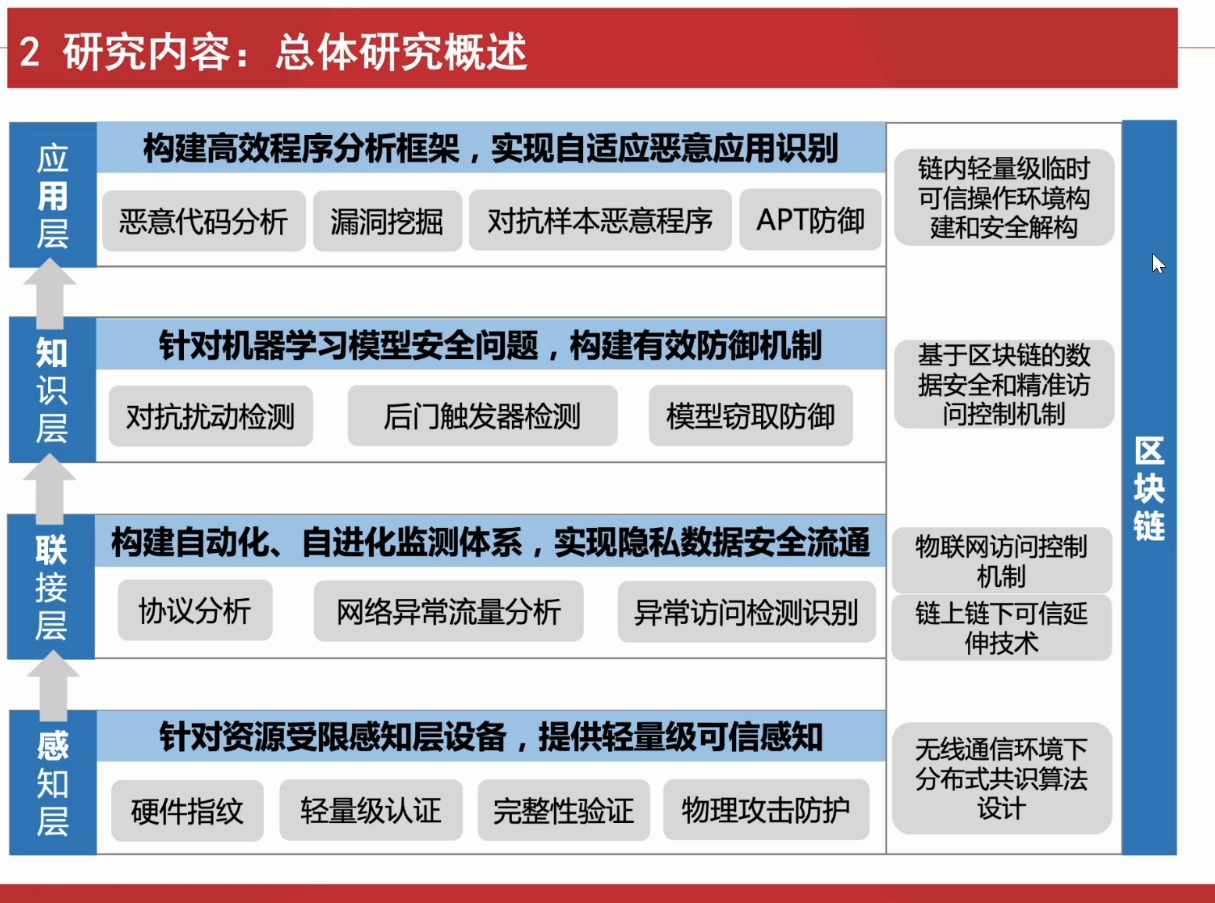 2 研究内容：总体研究概述
应
用
层
构建高效程序分析框架，实现自适应恶意应用识别
恶意代码分析
漏洞挖掘
对抗样本恶意程序
APT防御
链内轻量级临时
可信操作环境构
建和安全解构
知
识
层
针对机器学习模型安全问题，构建有效防御机制
对抗扰动检测
后门触发器检测
模型窃取防御
基于区块链的数
据安全和精准访
问控制机制
联
接
层
构建自动化、自进化监测体系，实现隐私数据安全流通
协议分析
网络异常流量分析
异常访问检测识别
物联网访问控制
机制
链上链下可信延
伸技术
感
知
层
针对资源受限感知层设备，提供轻量级可信感知
硬件指纹
轻量级认证
完整性验证
物理攻击防护
无线通信环境下
分布式共识算法
设计
区
块
链